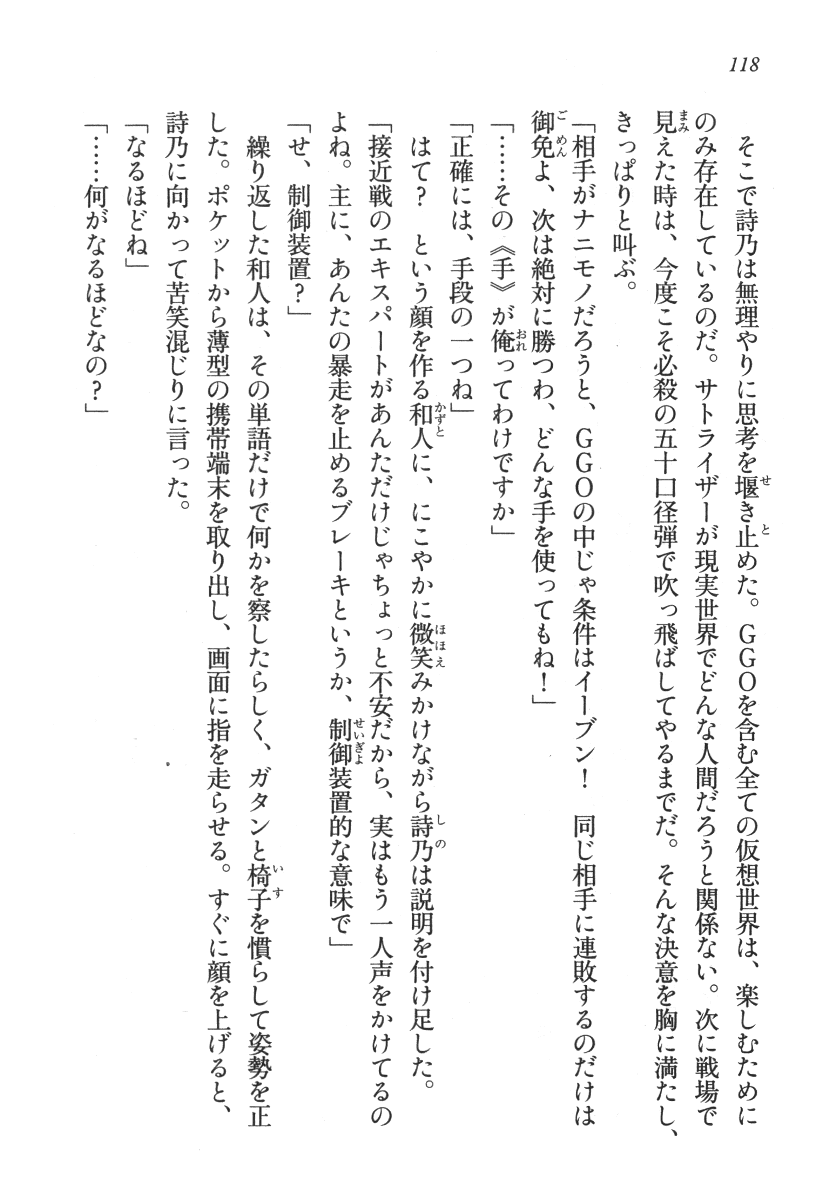 118
そこで詩乃は無理やりに思考を堰き止めた。GGOを含む全ての仮想世界は、楽しむために
のみ存在しているのだ。サトライザーが現実世界でどんな人間だろうと関係ない。次に戦場で
見えた時は、今度こそ必殺の五十口径弾で吹っ飛ばしてやるまでだ。そんな決意を胸に満たし、
きっぱりと叫ぶ。
「相手がナニモノだろうと、GGOの中じゃ条件はイーブン！　同じ相手に連敗するのだけは
御免よ、次は絶対に勝つわ、どんな手を使ってもね！」
「……その《手》が俺ってわけですか」
「正確には、手段の一つね」
はて？　という顔を作る和人に、にこやかに微笑みかけながら詩乃は説明を付け足した。
「接近戦のエキスパートがあんただけじゃちょっと不安だから、実はもう一人声をかけてるの
よね。主に、あんたの暴走を止めるブレーキというか、制御装置的な意味で」
「せ、制御装置？」
繰り返した和人は、その単語だけで何かを察したらしく、ガタンと椅子を慣らして姿勢を正
した。ポケットから薄型の携帯端末を取り出し、画面に指を走らせる。すぐに顔を上げると、
詩乃に向かって苦笑混じりに言った。
「なるほどね」
「……何がなるほどなの？」